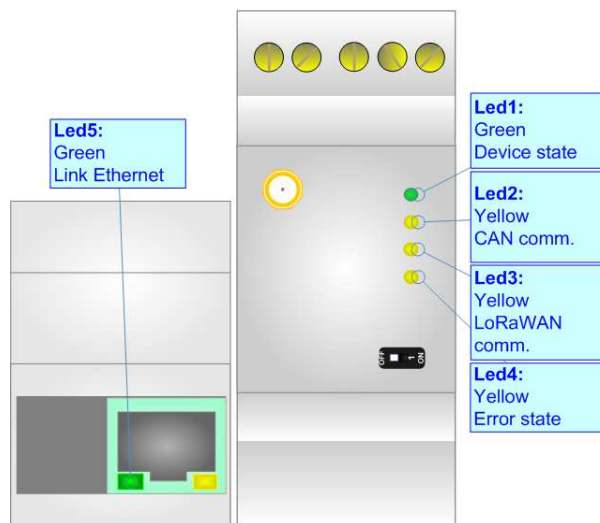 Led5:
Green
Link Ethernet
Led1:
Green
Device state
Led2:
Yellow
CAN comm.
Led3:
Yellow
LoRaWAN
comm.
Led4:
Yellow
Error state
OFF
1
ON